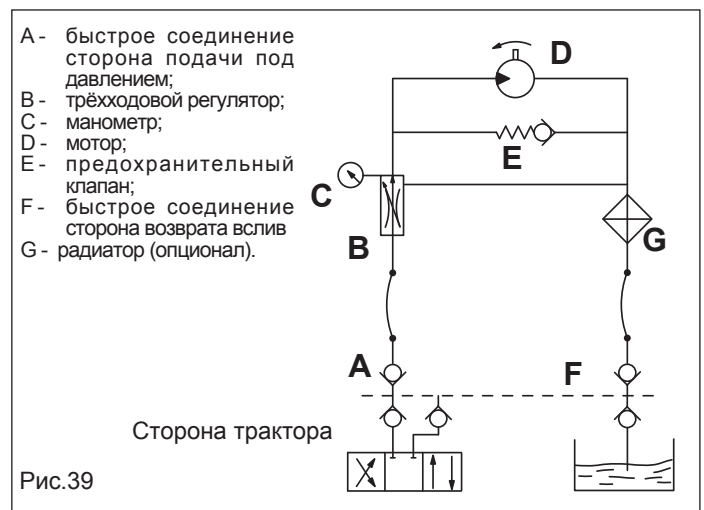 A - быстрое соединение
сторона подачи под
давлением;
B - трёхходовой регулятор;
C - манометр;
D - мотор;
E - предохранительный
клапан;
F - быстрое соединение
сторона возврата вслив
G - радиатор (опционал).
D
E
C
B
G
A
F
Сторона трактора
Рис.39